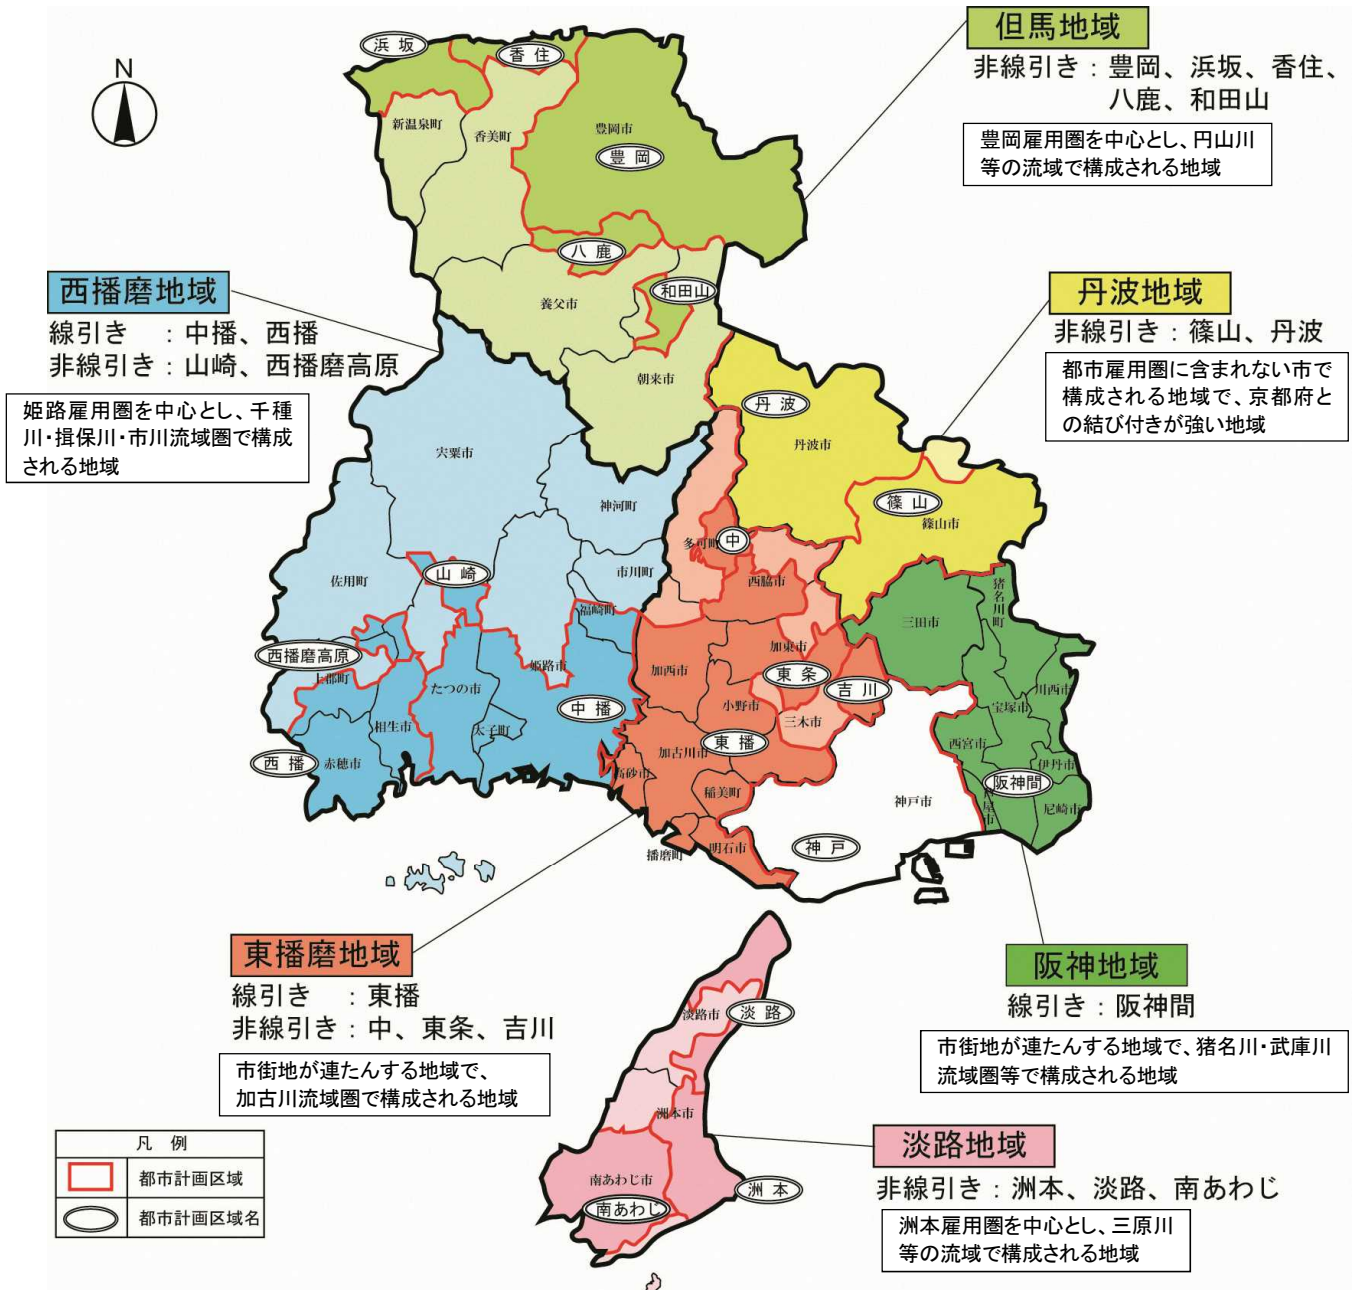 但馬地域
非線引き：豊岡、浜坂、香住、
八鹿、和田山
豊岡雇用圏を中心とし、円山川
等の流域で構成される地域
N
浜坂
香住
新温泉町
香美町
豊岡市
豊岡
八鹿
養父市
和田山
朝来市
西播磨地域
線引き　：中播、西播
非線引き：山崎、西播磨高原
姫路雇用圏を中心とし、千種
川・揖保川・市川流域圏で構成
される地域
丹波地域
非線引き：篠山、丹波
都市雇用圏に含まれない市で
構成される地域で、京都府と
の結び付きが強い地域
丹波
丹波市
篠山
篠山市
宍粟市
神河町
市川町
福崎町
佐用町
山崎
西播磨高原
上郡町
姫路市
たつの市
太子町
相生市
赤穂市
西播
中播
多可町
中
西脇市
加西市
加東市
東条
吉川
小野市
三木市
加古川市
東播
高砂市
稲美町
播磨町
明石市
三田市
猪名川町
川西市
宝塚市
西宮市
伊丹市
阪神間
芦屋市
尼崎市
神戸市
神戸
東播磨地域
線引き　：東播
非線引き：中、東条、吉川
市街地が連たんする地域で、
加古川流域圏で構成される地域
阪神地域
線引き：阪神間
市街地が連たんする地域で、猪名川・武庫川
流域圏等で構成される地域
淡路市
淡路
洲本市
洲本
南あわじ市
南あわじ
淡路地域
非線引き：洲本、淡路、南あわじ
洲本雇用圏を中心とし、三原川
等の流域で構成される地域
凡例
都市計画区域
都市計画区域名